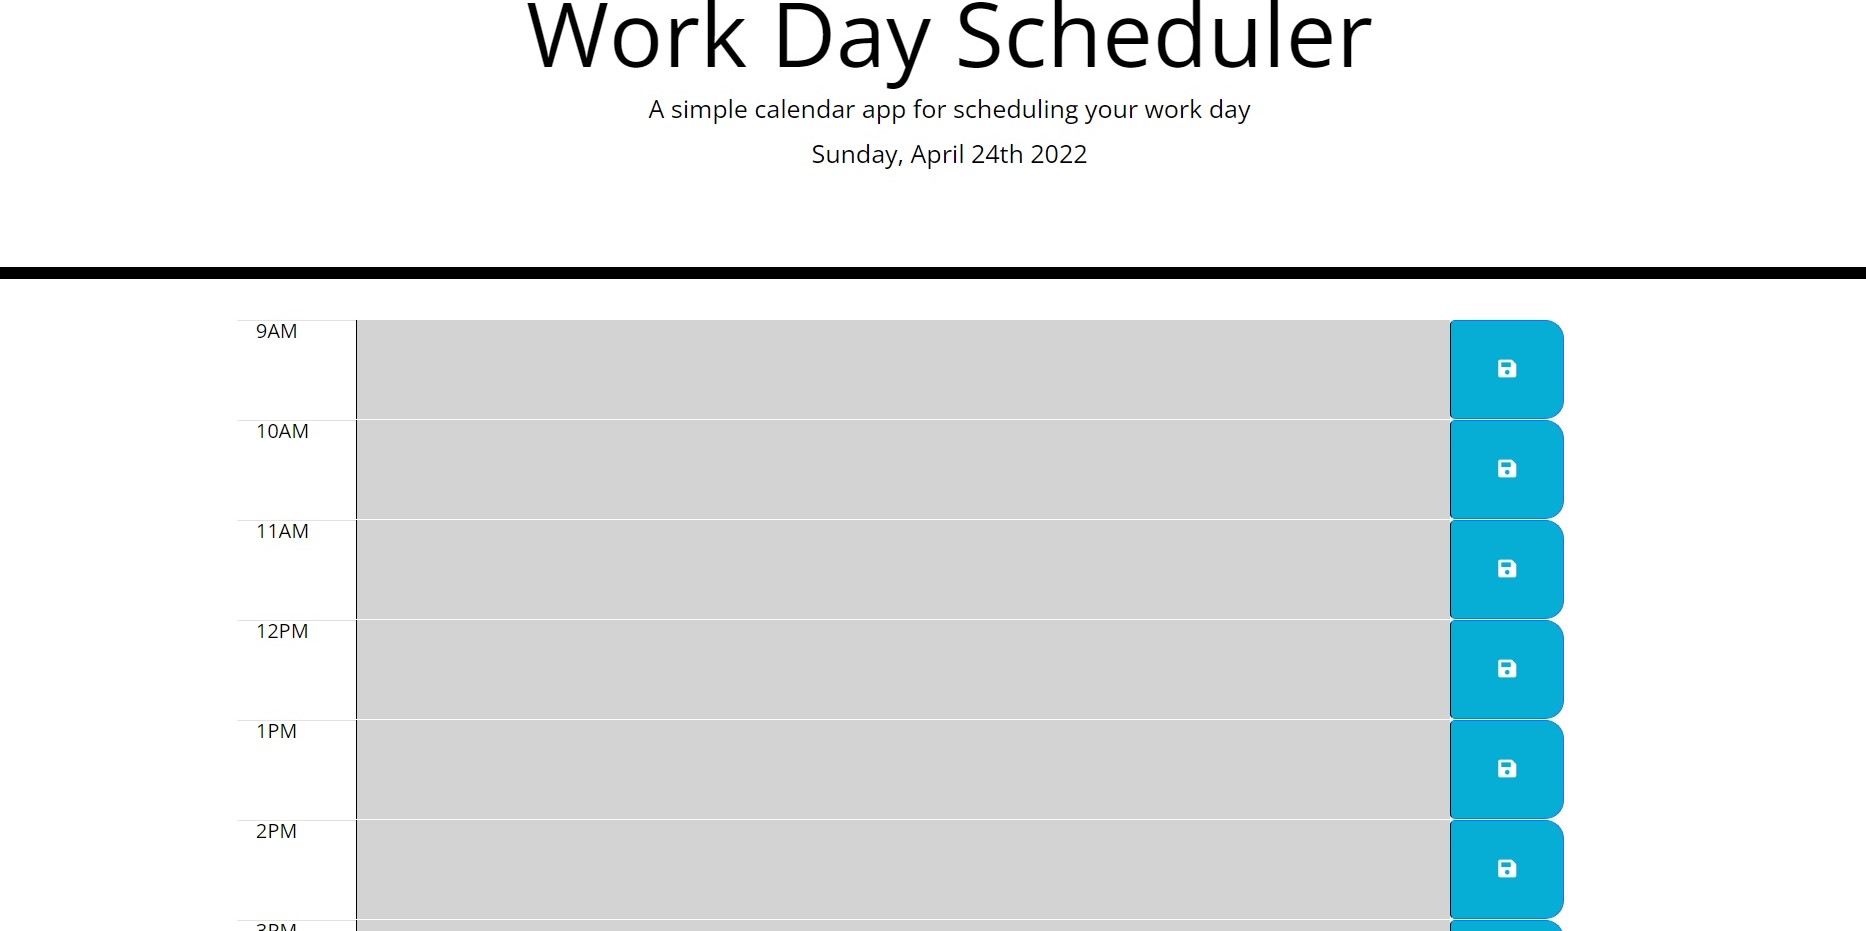 Work Day Scheduler
A simple calendar app for scheduling your work day
Sunday, April 24th 2022
9AM
10AM
11AM
12PM
1PM
2PM
3PM